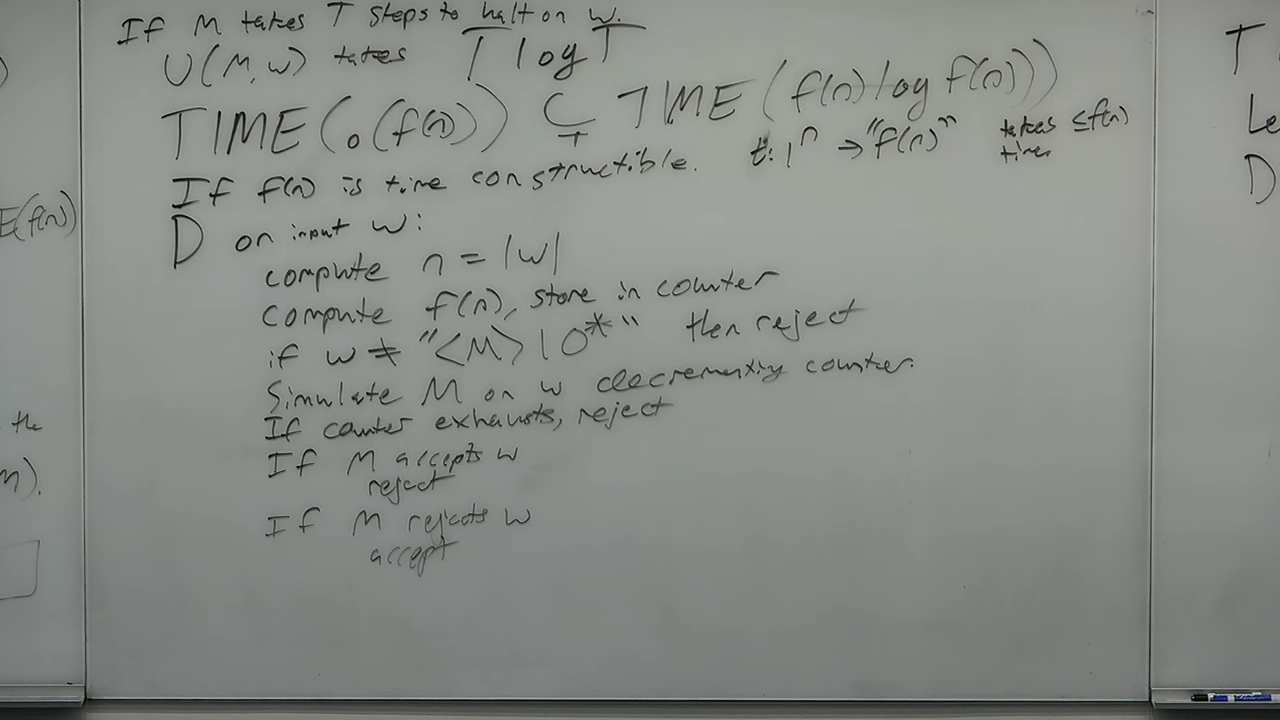 If M takes T steps to halt on w.
U(M,w) takes T log T
TIME(o(f(n))) ⊊ TIME(f(n) log f(n)))
If f(n) is time constructible. t: 1ⁿ → "f(n)" takes ≤ f(n) time
D on input w:
compute n = |w|
compute f(n), store in counter
if w ≠ "<M>10*" then reject
Simulate M on w decrementing counter.
If counter exhausts, reject
If M accepts w
reject
If M rejects w
accept
)
E(f(n))
the
M).
T
Le
D